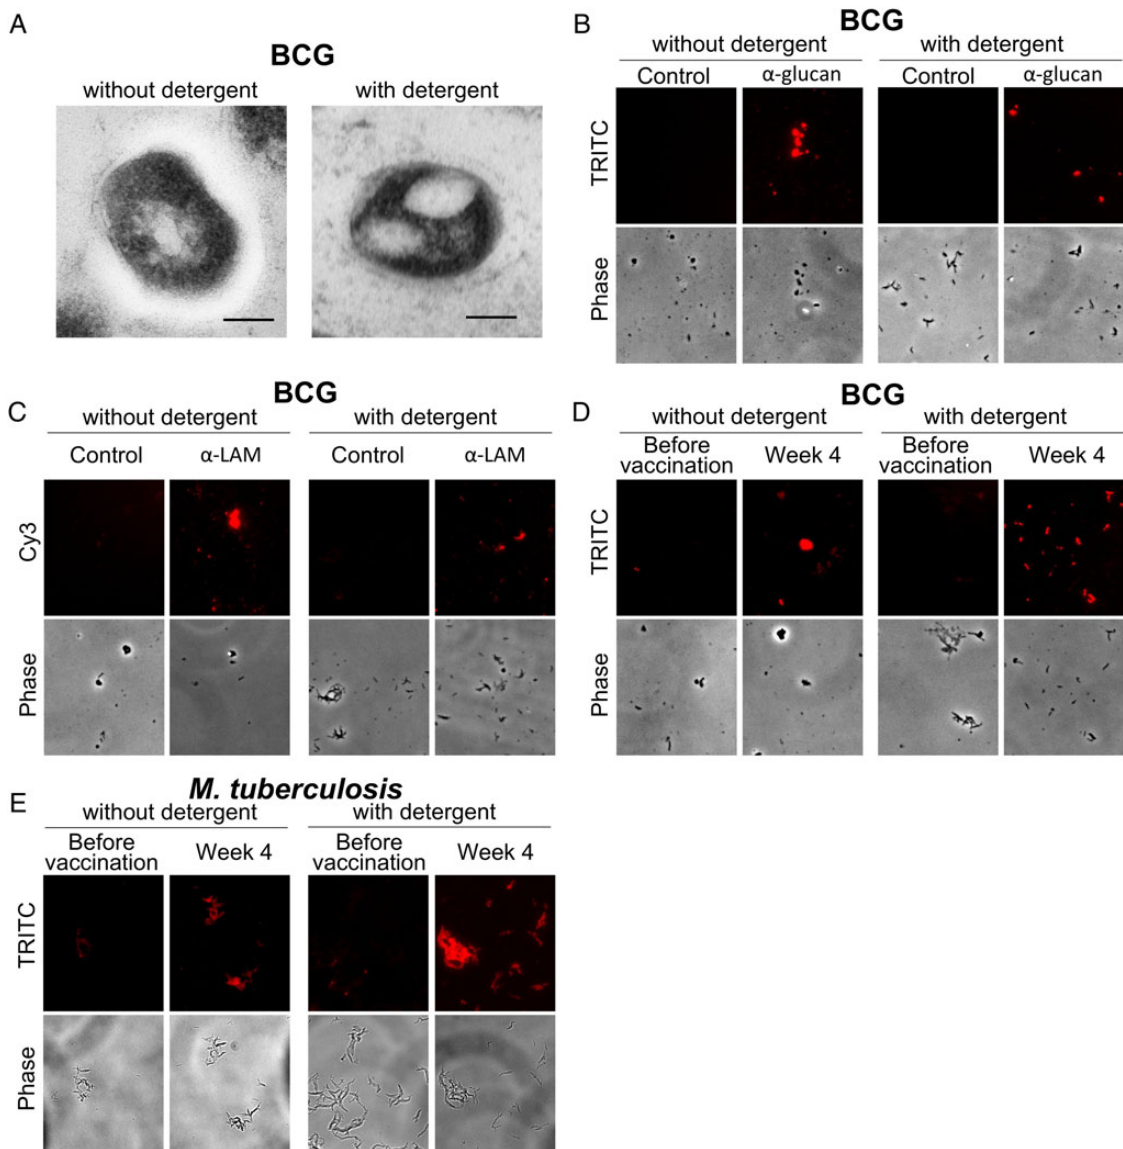 A
BCG
without detergent
with detergent
B
BCG
without detergent
with detergent
Control
α-glucan
Control
α-glucan
TRITC
Phase
C
BCG
without detergent
with detergent
Control
α-LAM
Control
α-LAM
Cy3
Phase
D
BCG
without detergent
with detergent
Before
vaccination
Week 4
Before
vaccination
Week 4
TRITC
Phase
E
M. tuberculosis
without detergent
with detergent
Before
vaccination
Week 4
Before
vaccination
Week 4
TRITC
Phase